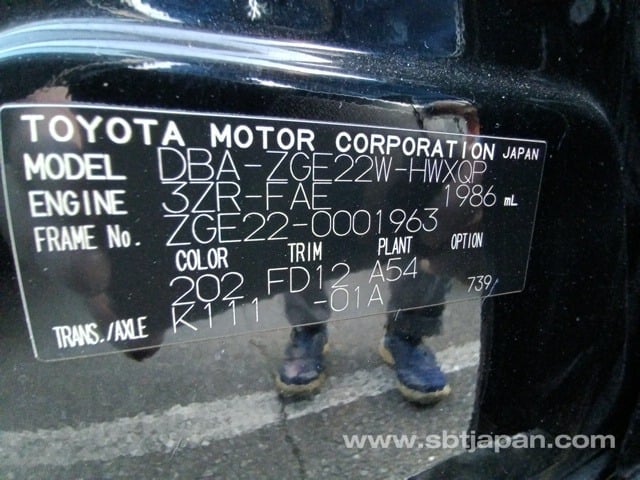 TOYOTA MOTOR CORPORATION JAPAN
MODEL DBA-ZGE22W-HWXQP
ENGINE 3ZR-FAE 1986 mL
FRAME No. ZGE22-0001963
COLOR TRIM PLANT OPTION
202 FD12 A54 739
TRANS./AXLE K111 -01A
www.sbtjapan.com